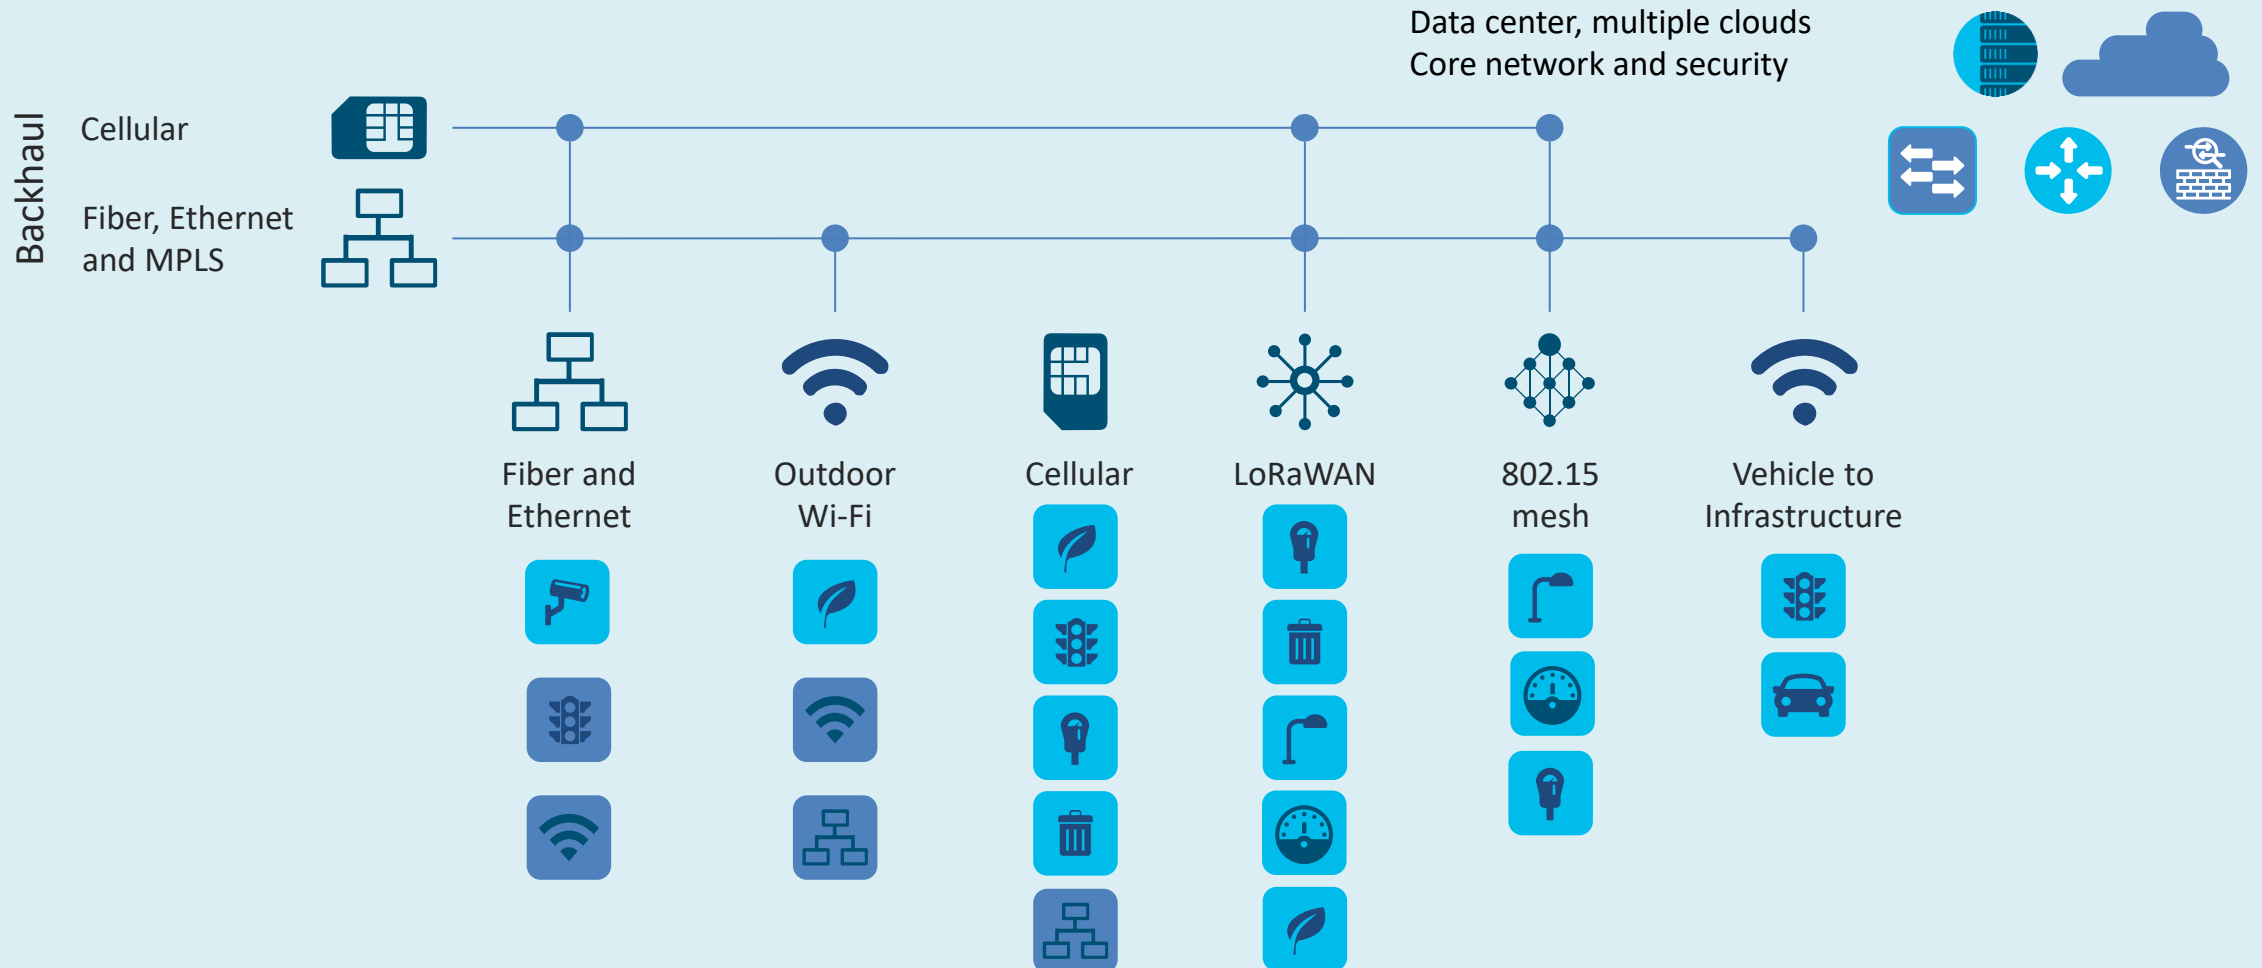 Data center, multiple clouds
Core network and security
Backhaul
Cellular
Fiber, Ethernet
and MPLS
Fiber and
Ethernet
Outdoor
Wi-Fi
Cellular
LoRaWAN
802.15
mesh
Vehicle to
Infrastructure